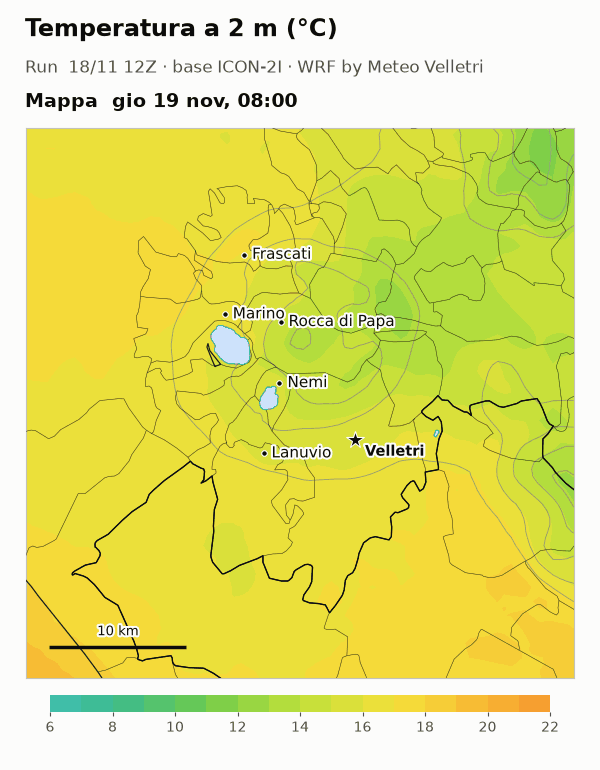 Temperatura a 2 m (°C)
Run  18/11 12Z · base ICON-2I · WRF by Meteo Velletri
Mappa  gio 19 nov, 08:00
Frascati
Marino
Rocca di Papa
Nemi
Lanuvio
Velletri
10 km
6 8 10 12 14 16 18 20 22